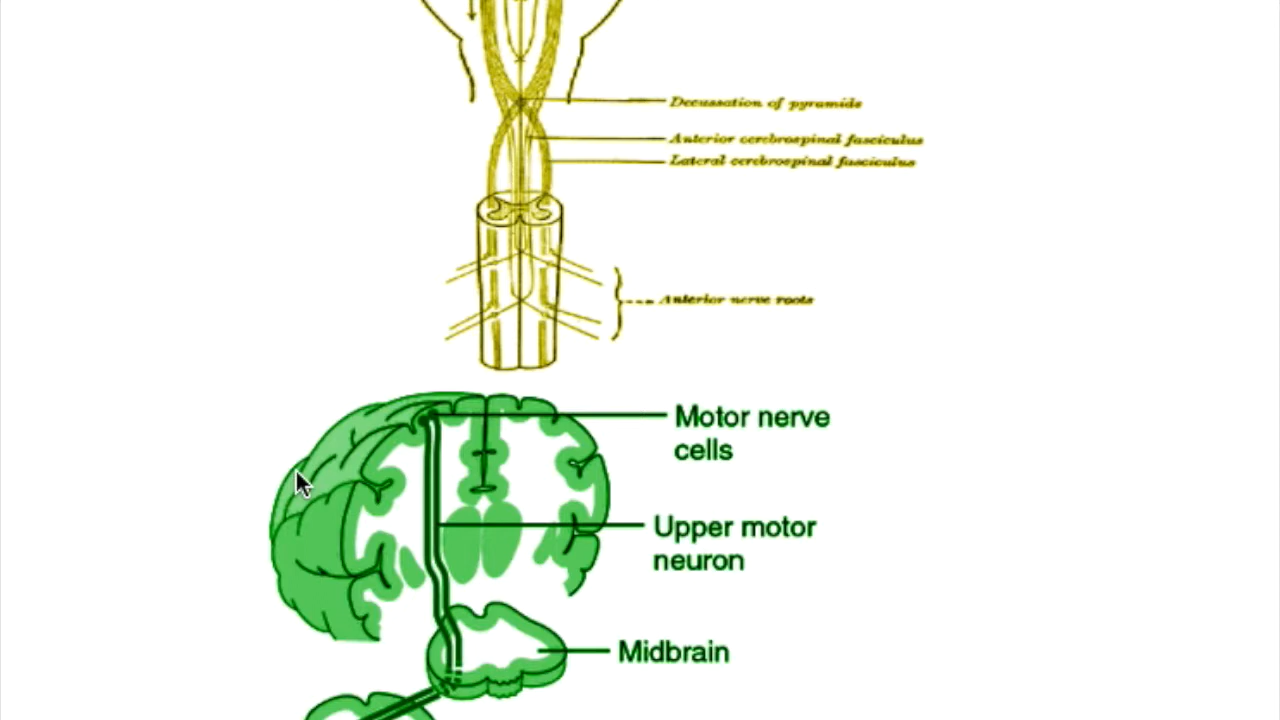 Decussation of pyramids
Anterior cerebrospinal fasciculus
Lateral cerebrospinal fasciculus
Anterior nerve roots
Motor nerve
cells
Upper motor
neuron
Midbrain